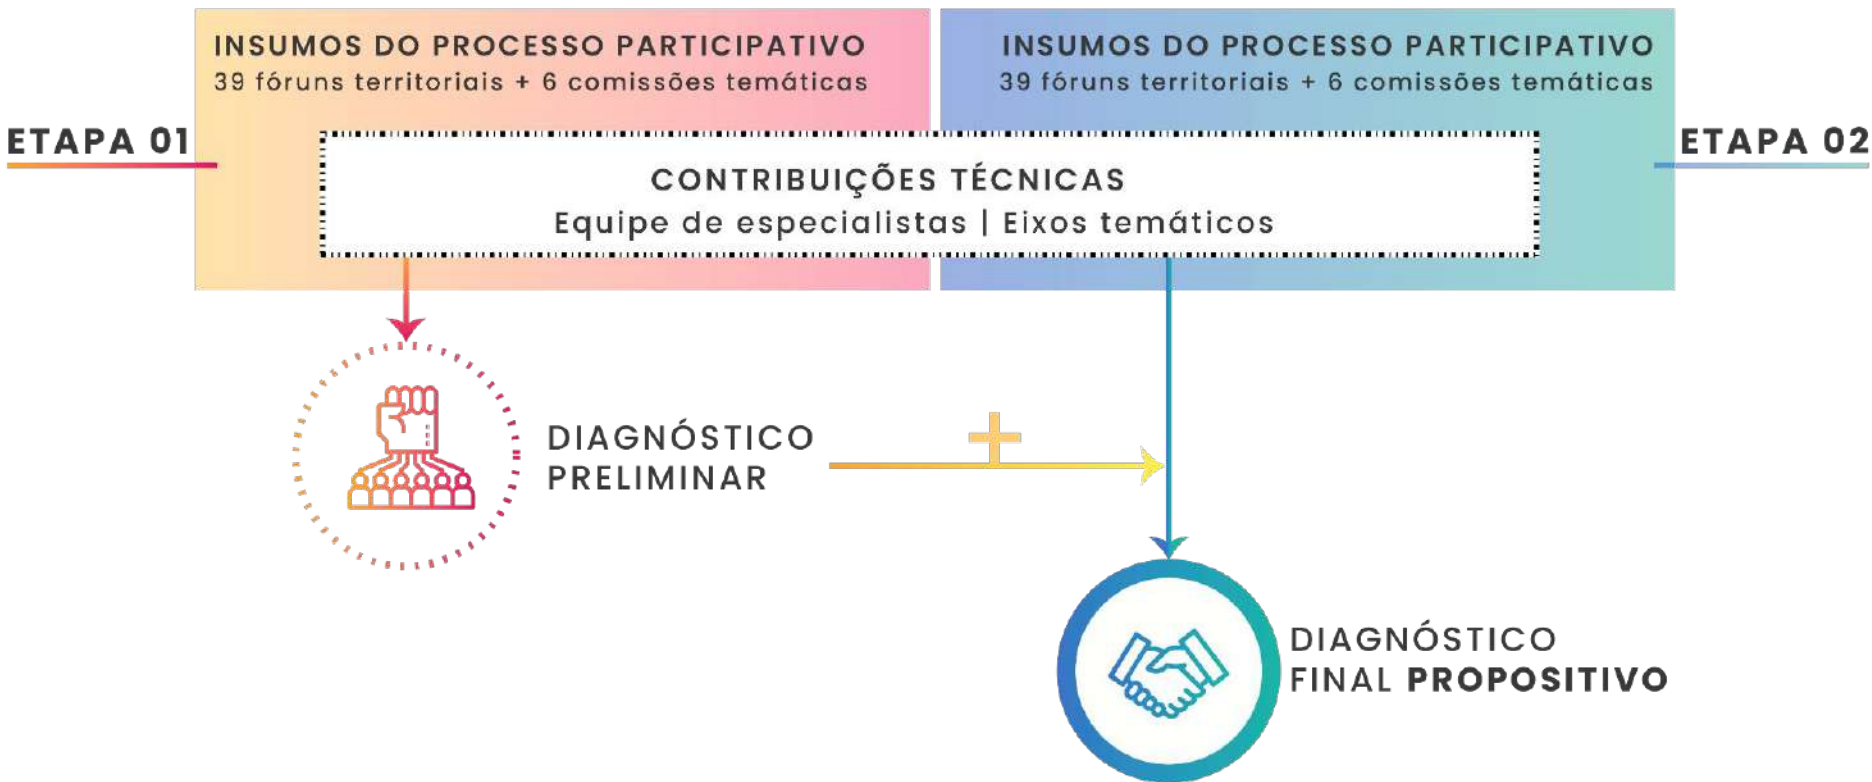 INSUMOS DO PROCESSO PARTICIPATIVO
39 fóruns territoriais + 6 comissões temáticas
INSUMOS DO PROCESSO PARTICIPATIVO
39 fóruns territoriais + 6 comissões temáticas
ETAPA 01
ETAPA 02
CONTRIBUIÇÕES TÉCNICAS
Equipe de especialistas | Eixos temáticos
DIAGNÓSTICO
PRELIMINAR
+
DIAGNÓSTICO
FINAL PROPOSITIVO